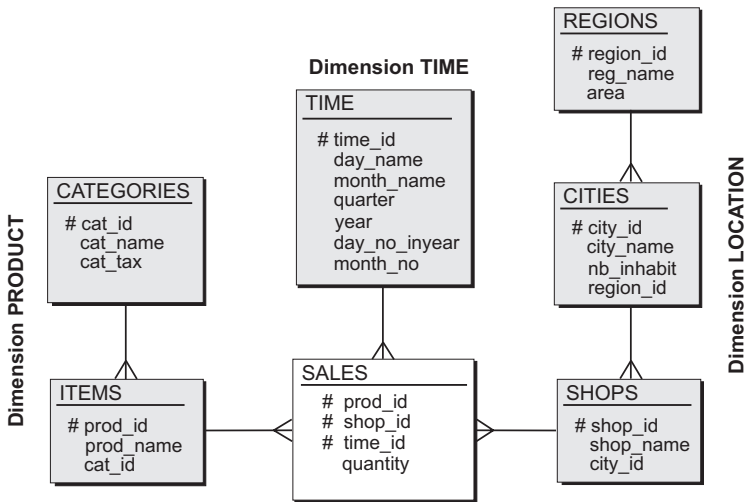 Dimension PRODUCT
CATEGORIES
# cat_id
cat_name
cat_tax
ITEMS
# prod_id
prod_name
cat_id
Dimension TIME
TIME
# time_id
day_name
month_name
quarter
year
day_no_inyear
month_no
SALES
# prod_id
# shop_id
# time_id
quantity
REGIONS
# region_id
reg_name
area
CITIES
# city_id
city_name
nb_inhabit
region_id
SHOPS
# shop_id
shop_name
city_id
Dimension LOCATION